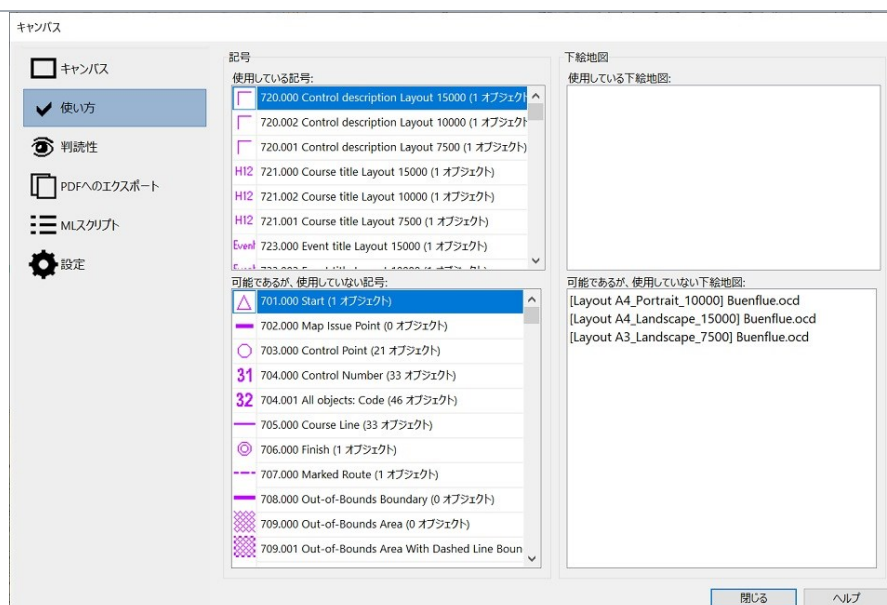 キャンバス
キャンバス
使い方
判読性
PDFへのエクスポート
MLスクリプト
設定
記号
使用している記号:
720.000 Control description Layout 15000 (1 オブジェクト
720.002 Control description Layout 10000 (1 オブジェクト
720.001 Control description Layout 7500 (1 オブジェクト)
H12 721.000 Course title Layout 15000 (1 オブジェクト)
H12 721.002 Course title Layout 10000 (1 オブジェクト)
H12 721.001 Course title Layout 7500 (1 オブジェクト)
Event 723.000 Event title Layout 15000 (1 オブジェクト)
可能であるが、使用していない記号:
701.000 Start (1 オブジェクト)
702.000 Map Issue Point (0 オブジェクト)
703.000 Control Point (21 オブジェクト)
31 704.000 Control Number (33 オブジェクト)
32 704.001 All objects: Code (46 オブジェクト)
705.000 Course Line (33 オブジェクト)
706.000 Finish (1 オブジェクト)
707.000 Marked Route (1 オブジェクト)
708.000 Out-of-Bounds Boundary (0 オブジェクト)
709.000 Out-of-Bounds Area (0 オブジェクト)
709.001 Out-of-Bounds Area With Dashed Line Boun
下絵地図
使用している下絵地図:
可能であるが、使用していない下絵地図:
[Layout A4_Portrait_10000] Buenflue.ocd
[Layout A4_Landscape_15000] Buenflue.ocd
[Layout A3_Landscape_7500] Buenflue.ocd
閉じる
ヘルプ